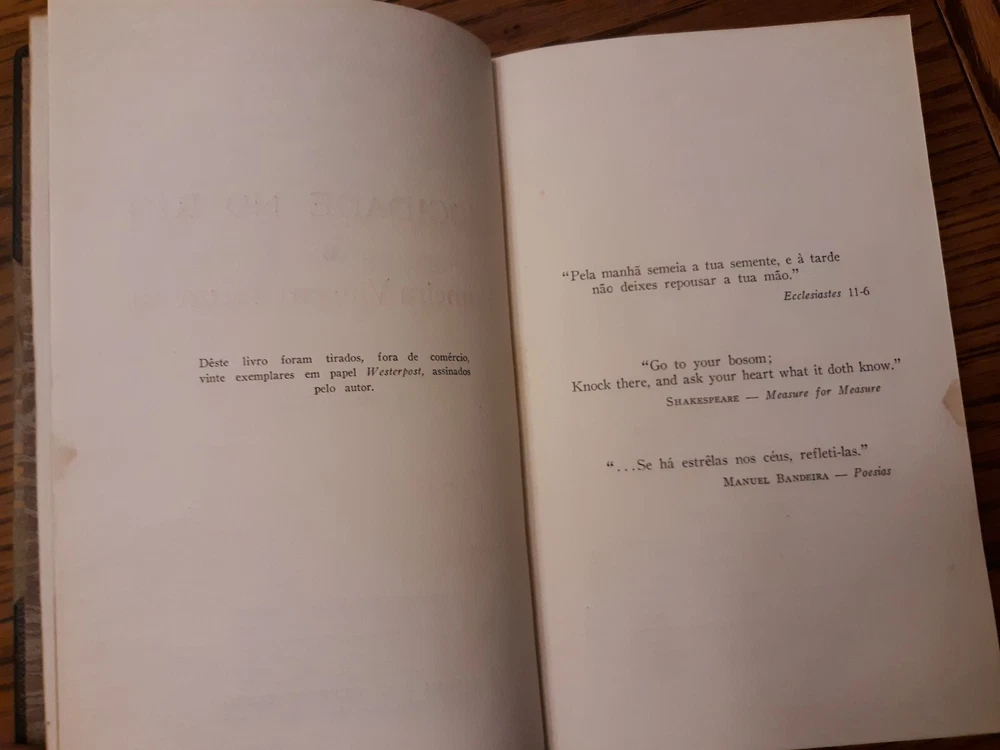 Dêste livro foram tirados, fora de comércio,
vinte exemplares em papel Westerpost, assinados
pelo autor.
“Pela manhã semeia a tua semente, e à tarde
não deixes repousar a tua mão.”
Ecclesiastes 11-6
“Go to your bosom;
Knock there, and ask your heart what it doth know.”
SHAKESPEARE — Measure for Measure
“...Se há estrêlas nos céus, refleti-las.”
MANUEL BANDEIRA — Poesias